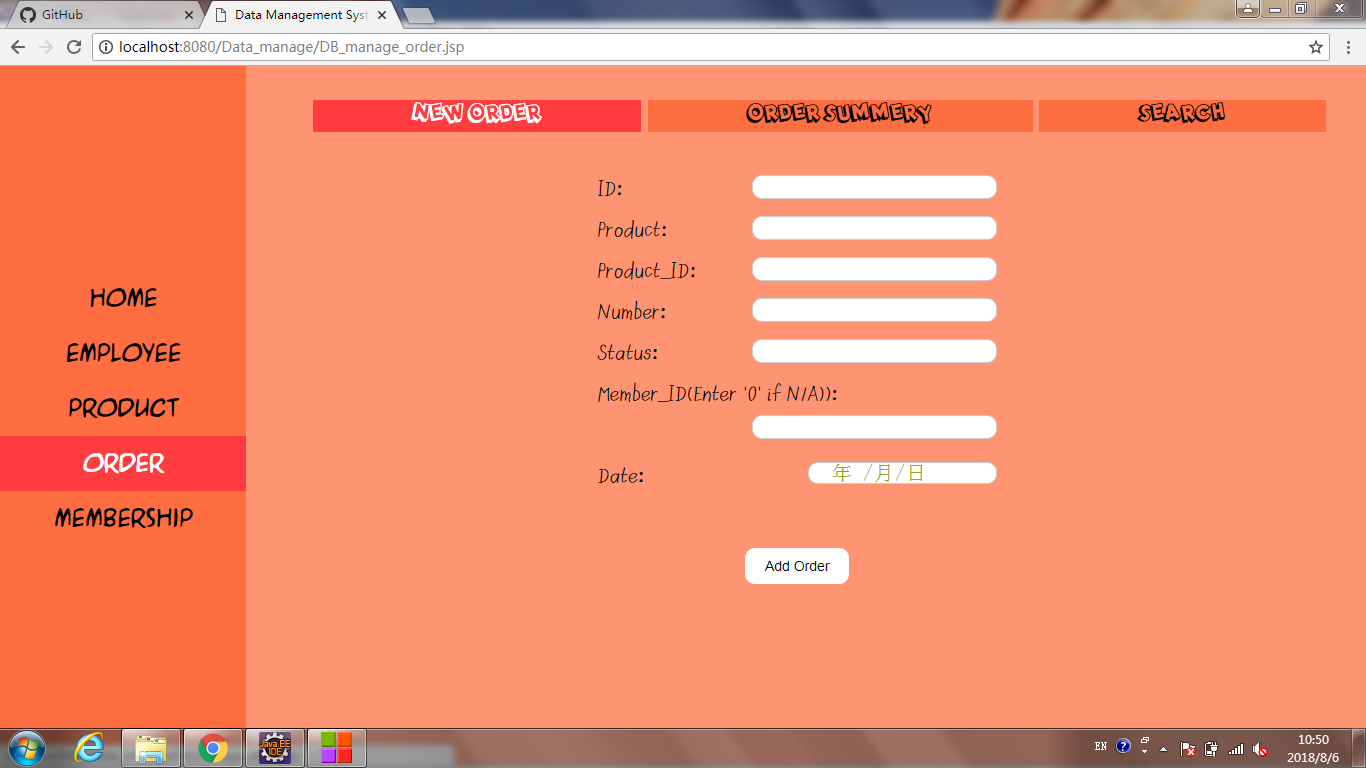 GitHub
Data Management Syst
localhost:8080/Data_manage/DB_manage_order.jsp
NEW ORDER
ORDER SUMMERY
SEARCH
ID:
Product:
Product_ID:
Number:
Status:
Member_ID(Enter '0' if N/A)):
Date:
年 /月/日
Add Order
HOME
EMPLOYEE
PRODUCT
ORDER
MEMBERSHIP
Java EE
IDE
EN
10:50
2018/8/6